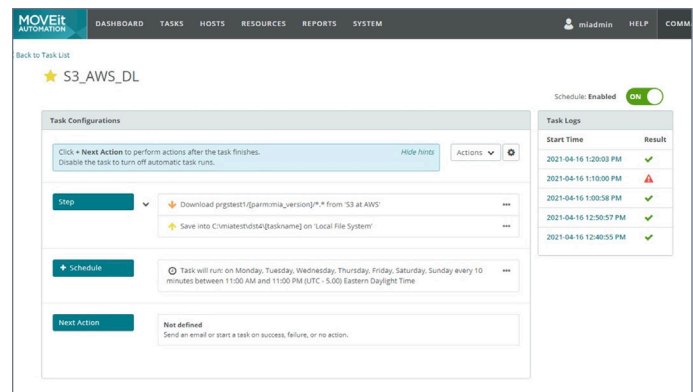 MOVEit
AUTOMATION
DASHBOARD TASKS HOSTS RESOURCES REPORTS SYSTEM miadmin HELP COMM
Back to Task List
S3_AWS_DL
Schedule: Enabled ON
Task Configurations
Click + Next Action to perform actions after the task finishes. Hide hints
Disable the task to turn off automatic task runs.
Actions
Step
Download prgstest1/[parm:mia_version]/*.* from 'S3 at AWS'
Save into C:\miatest\dst4\[taskname] on 'Local File System'
+ Schedule
Task will run: on Monday, Tuesday, Wednesday, Thursday, Friday, Saturday, Sunday every 10
minutes between 11:00 AM and 11:00 PM (UTC - 5.00) Eastern Daylight Time
Next Action
Not defined
Send an email or start a task on success, failure, or no action.
Task Logs
Start Time Result
2021-04-16 1:20:03 PM
2021-04-16 1:10:00 PM
2021-04-16 1:00:58 PM
2021-04-16 12:50:57 PM
2021-04-16 12:40:55 PM